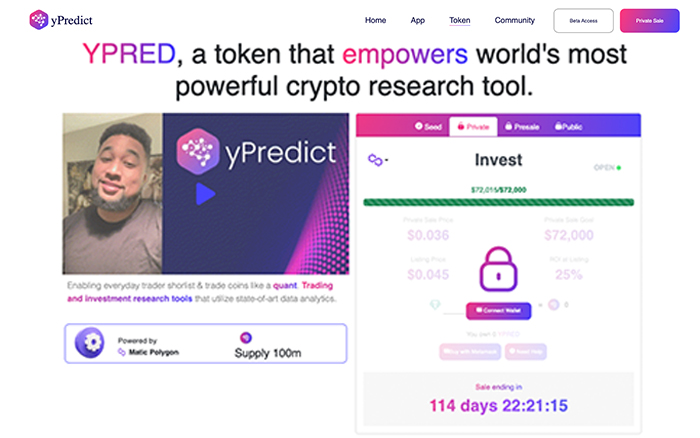 yPredict
Home
App
Token
Community
Beta Access
Private Sale
YPRED, a token that empowers world's most
powerful crypto research tool.
yPredict
Enabling everyday trader shorlist & trade coins like a quant. Trading
and investment research tools that utilize state-of-art data analytics.
Powered by
Matic Polygon
Supply 100m
Seed
Private
Presale
Public
Invest
OPEN
/$72,000
Private Sale Price
Private Sale Goal
$0.036
$72,000
Listing Price
ROI at Listing
$0.045
25%
Connect Wallet
= 0
You own 0 YPRED
Need Help
Sale ending in
114 days 22:21:15